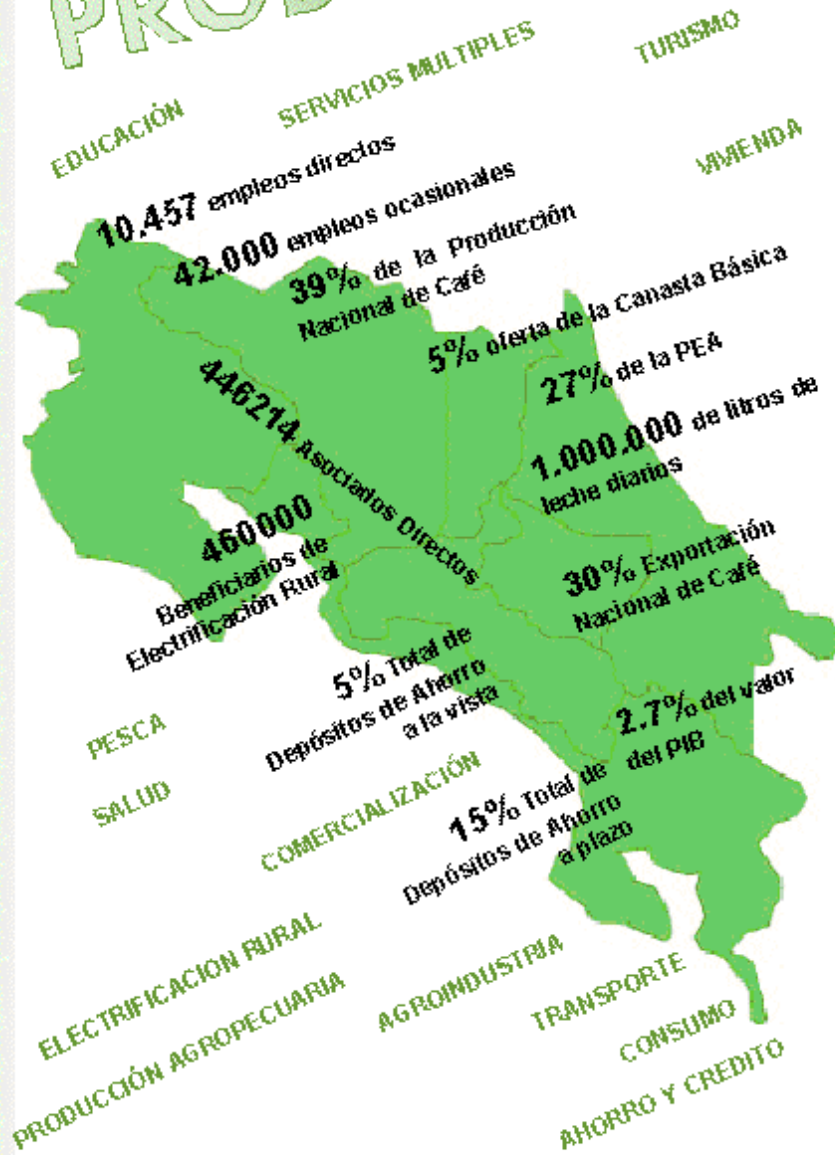 PROD
SERVICIOS MULTIPLES
TURISMO
EDUCACIÓN
VIVIENDA
10.457 empleos directos
42.000 empleos ocasionales
39% de la Producción
Nacional de Café
5% oferta de la Canasta Básica
27% de la PEA
446214 Asociados Directos
1.000.000 de litros de
leche diarios
460000
Beneficiarios de
Electrificación Rural
30% Exportación
Nacional de Café
5% Total de
Depósitos de Ahorro
a la vista
2.7% del valor
del PIB
PESCA
SALUD
COMERCIALIZACIÓN
15% Total de
Depósitos de Ahorro
a plazo
ELECTRIFICACION RURAL
PRODUCCIÓN AGROPECUARIA
AGROINDUSTRIA
TRANSPORTE
CONSUMO
AHORRO Y CREDITO